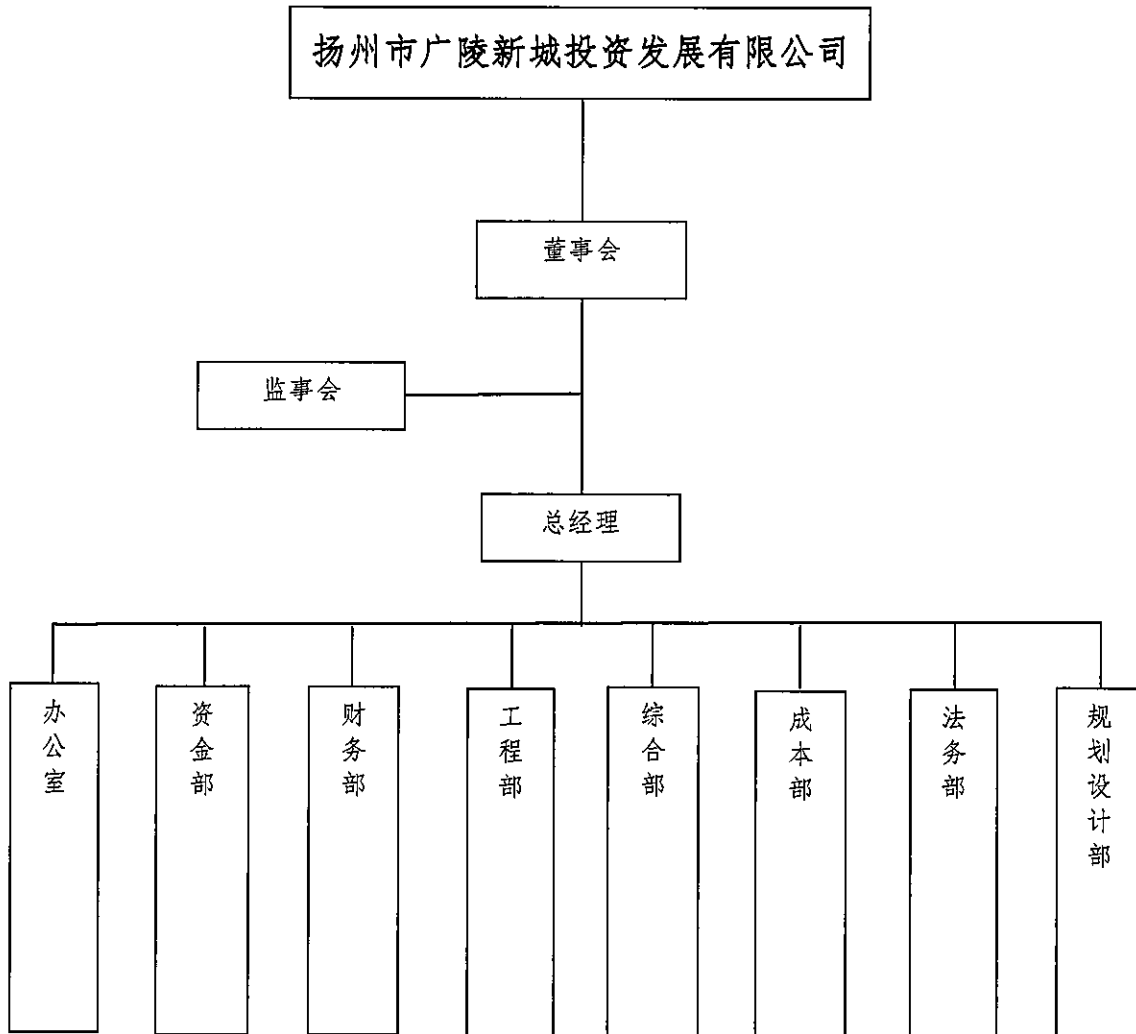 扬州市广陵新城投资发展有限公司
董事会
监事会
总经理
办公室
资金部
财务部
工程部
综合部
成本部
法务部
规划设计部